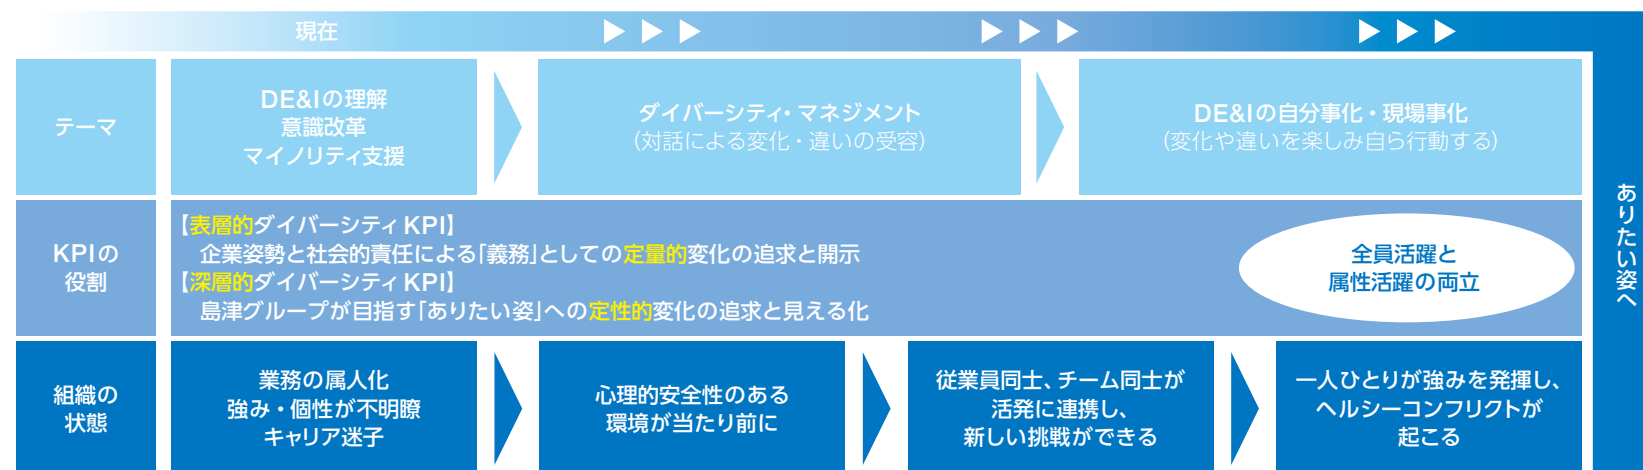 現在
テーマ
DE&Iの理解
意識改革
マイノリティ支援
ダイバーシティ・マネジメント
(対話による変化・違いの受容)
DE&Iの自分事化・現場事化
(変化や違いを楽しみ自ら行動する)
KPIの
役割
【表層的ダイバーシティKPI】
企業姿勢と社会的責任による「義務」としての定量的変化の追求と開示
【深層的ダイバーシティKPI】
島津グループが目指す「ありたい姿」への定性的変化の追求と見える化
全員活躍と
属性活躍の両立
組織の
状態
業務の属人化
強み・個性が不明瞭
キャリア迷子
心理的安全性のある
環境が当たり前に
従業員同士、チーム同士が
活発に連携し、
新しい挑戦ができる
一人ひとりが強みを発揮し、
ヘルシーコンフリクトが
起こる
ありたい姿へ